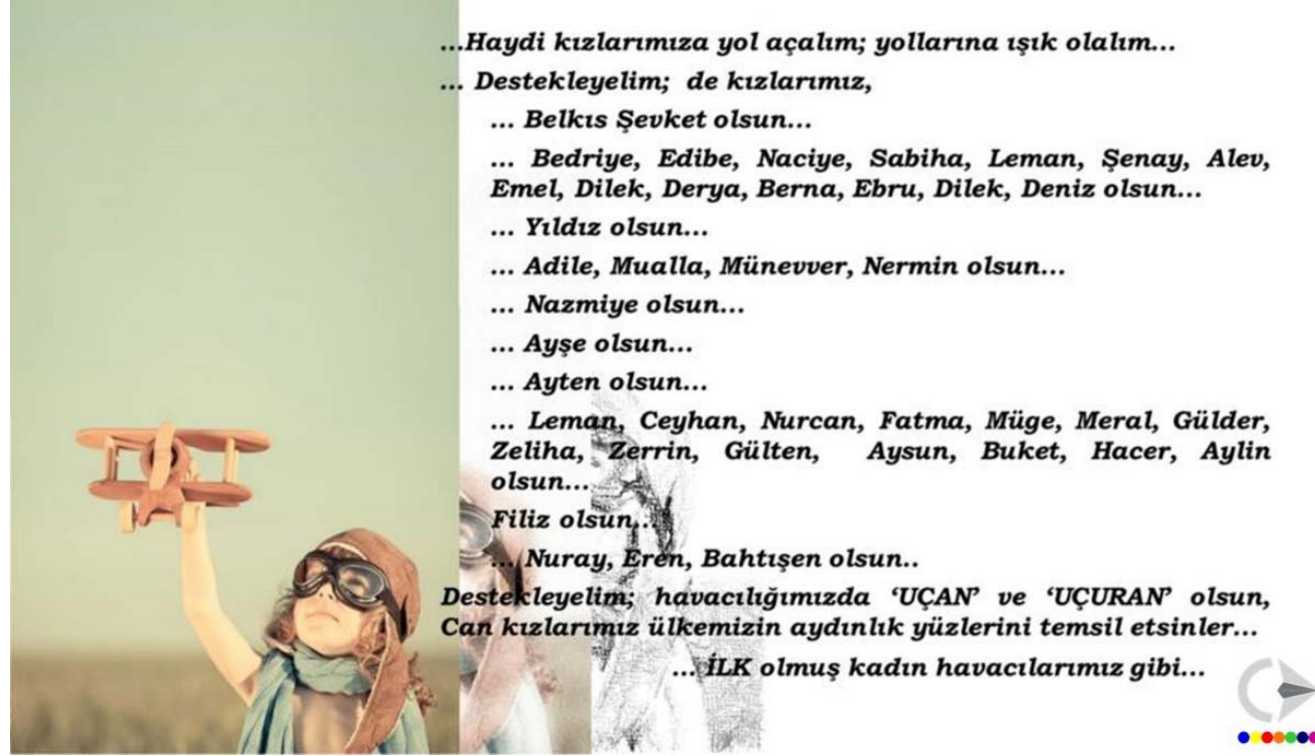 ...Haydi kızlarımıza yol açalım; yollarına ışık olalım...
... Destekleyelim; de kızlarımız,
... Belkıs Şevket olsun...
... Bedriye, Edibe, Naciye, Sabiha, Leman, Şenay, Alev,
Emel, Dilek, Derya, Berna, Ebru, Dilek, Deniz olsun...
... Yıldız olsun...
... Adile, Mualla, Münevver, Nermin olsun...
... Nazmiye olsun...
... Ayşe olsun...
... Ayten olsun...
... Leman, Ceyhan, Nurcan, Fatma, Müge, Meral, Gülder,
Zeliha, Zerrin, Gülten, Aysun, Buket, Hacer, Aylin
olsun...
Filiz olsun...
... Nuray, Eren, Bahtışen olsun..
Destekleyelim; havacılığımızda ‘UÇAN’ ve ‘UÇURAN’ olsun,
Can kızlarımız ülkemizin aydınlık yüzlerini temsil etsinler...
... İLK olmuş kadın havacılarımız gibi...